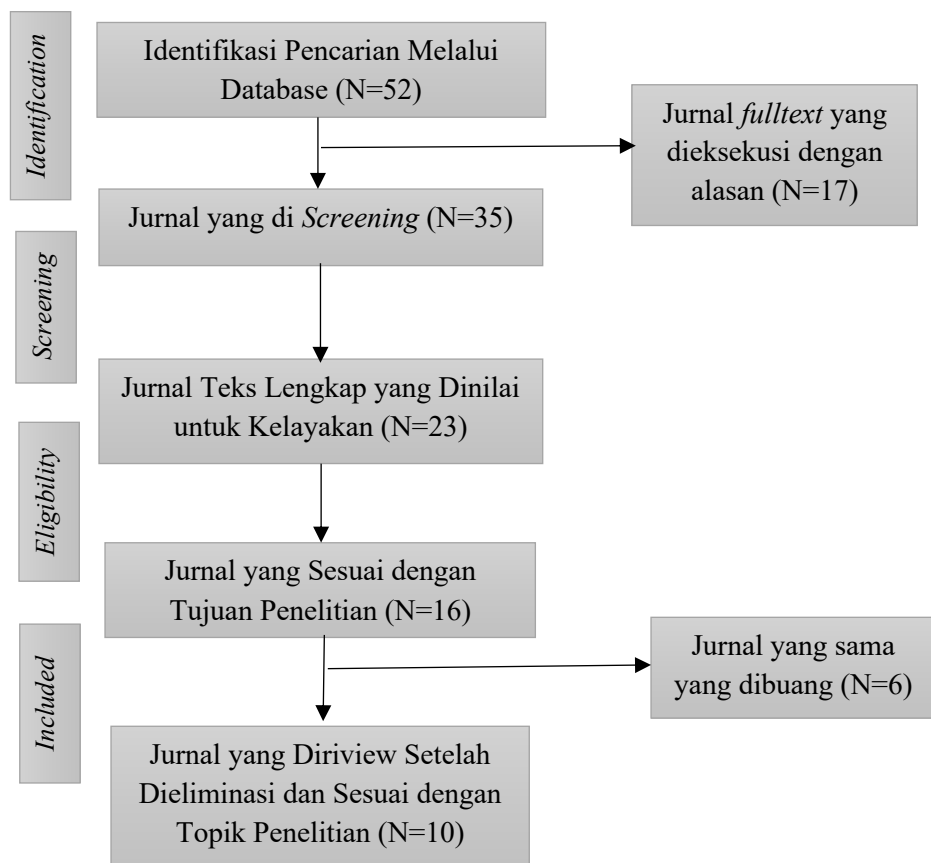 Identification
Identifikasi Pencarian Melalui
Database (N=52)
Jurnal fulltext yang
dieksekusi dengan
alasan (N=17)
Jurnal yang di Screening (N=35)
Screening
Jurnal Teks Lengkap yang Dinilai
untuk Kelayakan (N=23)
Eligibility
Jurnal yang Sesuai dengan
Tujuan Penelitian (N=16)
Included
Jurnal yang sama
yang dibuang (N=6)
Jurnal yang Diriview Setelah
Dieliminasi dan Sesuai dengan
Topik Penelitian (N=10)